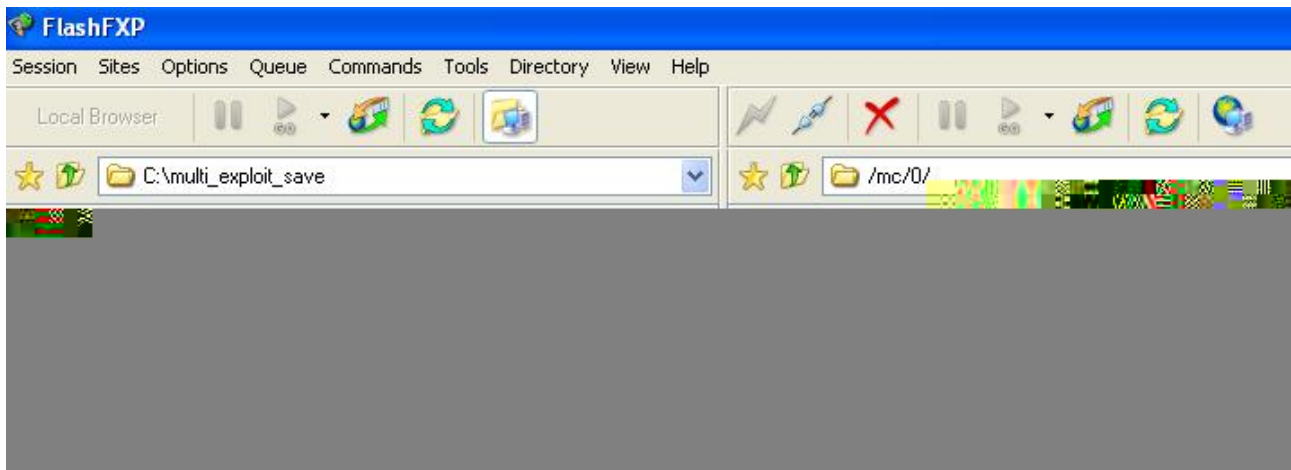 FlashFXP
Session Sites Options Queue Commands Tools Directory View Help
Local Browser
C:\multi_exploit_save
/mc/0/